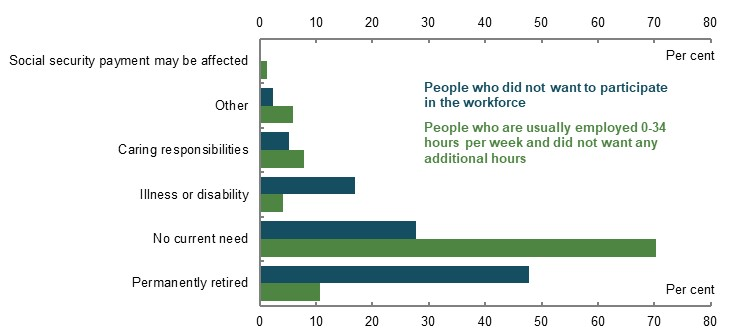 0 10 20 30 40 50 60 70 80
Per cent
Social security payment may be affected
People who did not want to participate
in the workforce
Other
People who are usually employed 0-34
hours per week and did not want any
additional hours
Caring responsibilities
Illness or disability
No current need
Permanently retired
Per cent
0 10 20 30 40 50 60 70 80